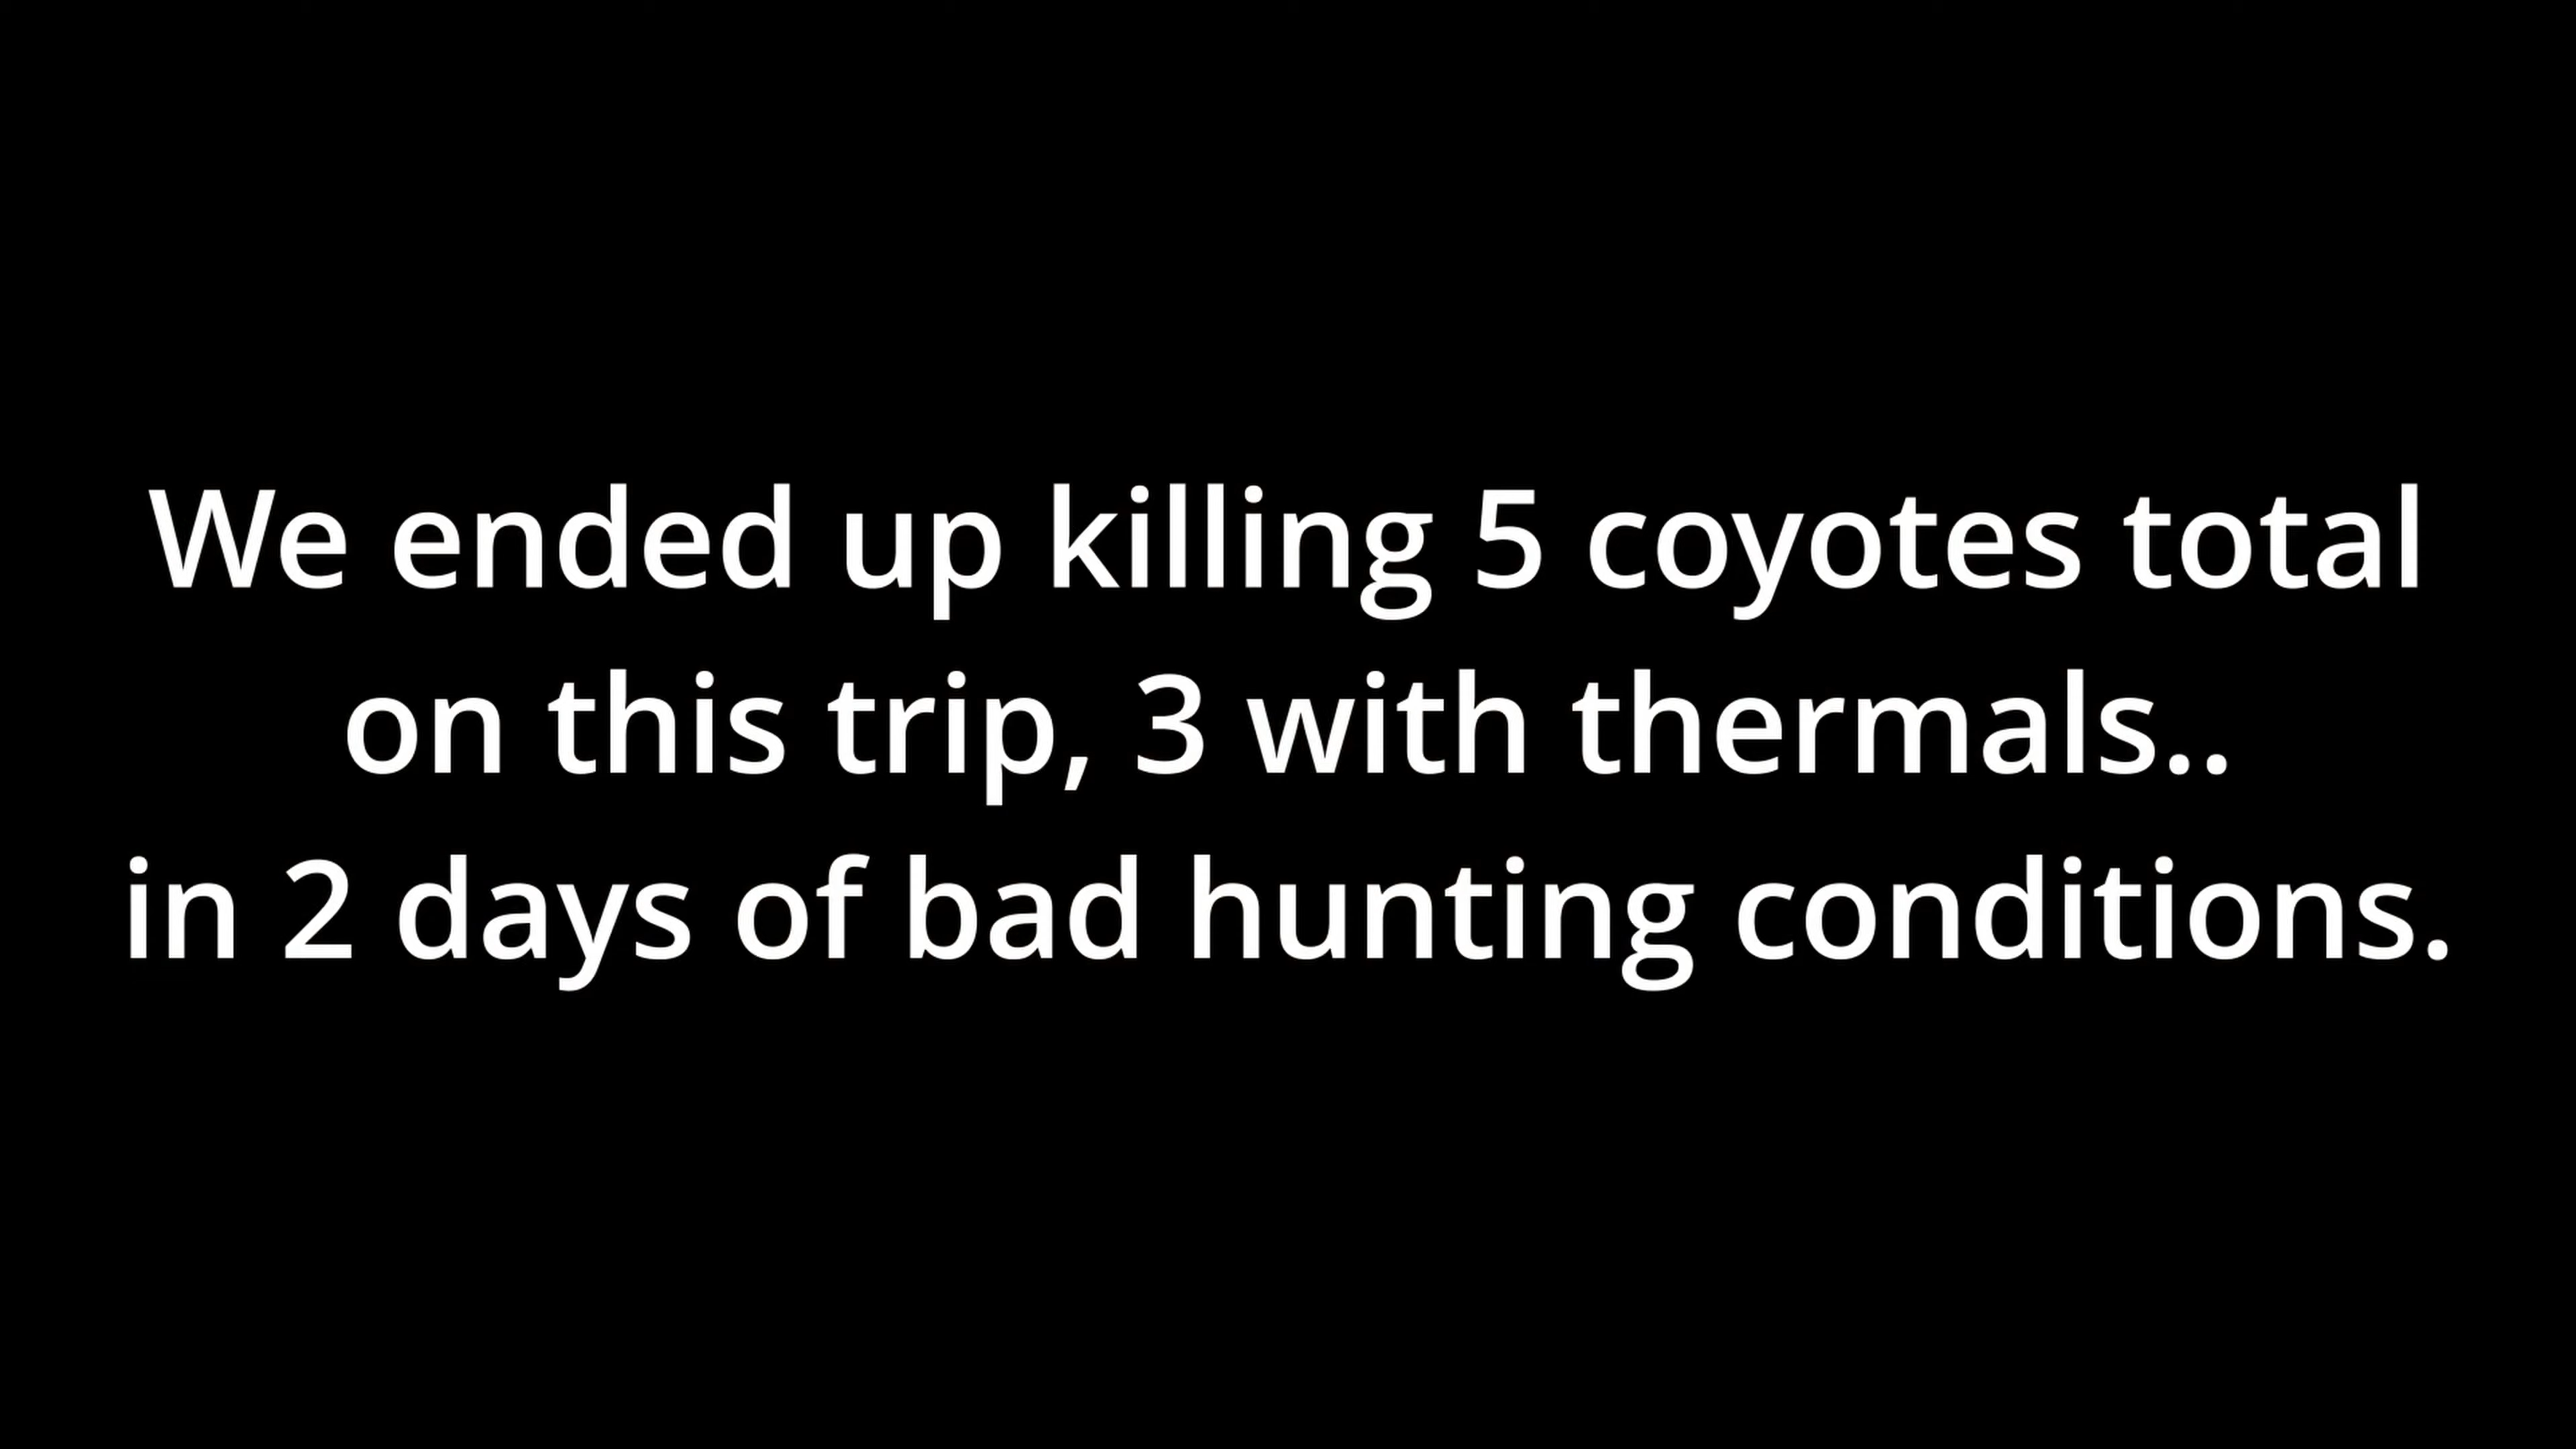 We ended up killing 5 coyotes total
on this trip, 3 with thermals..
in 2 days of bad hunting conditions.